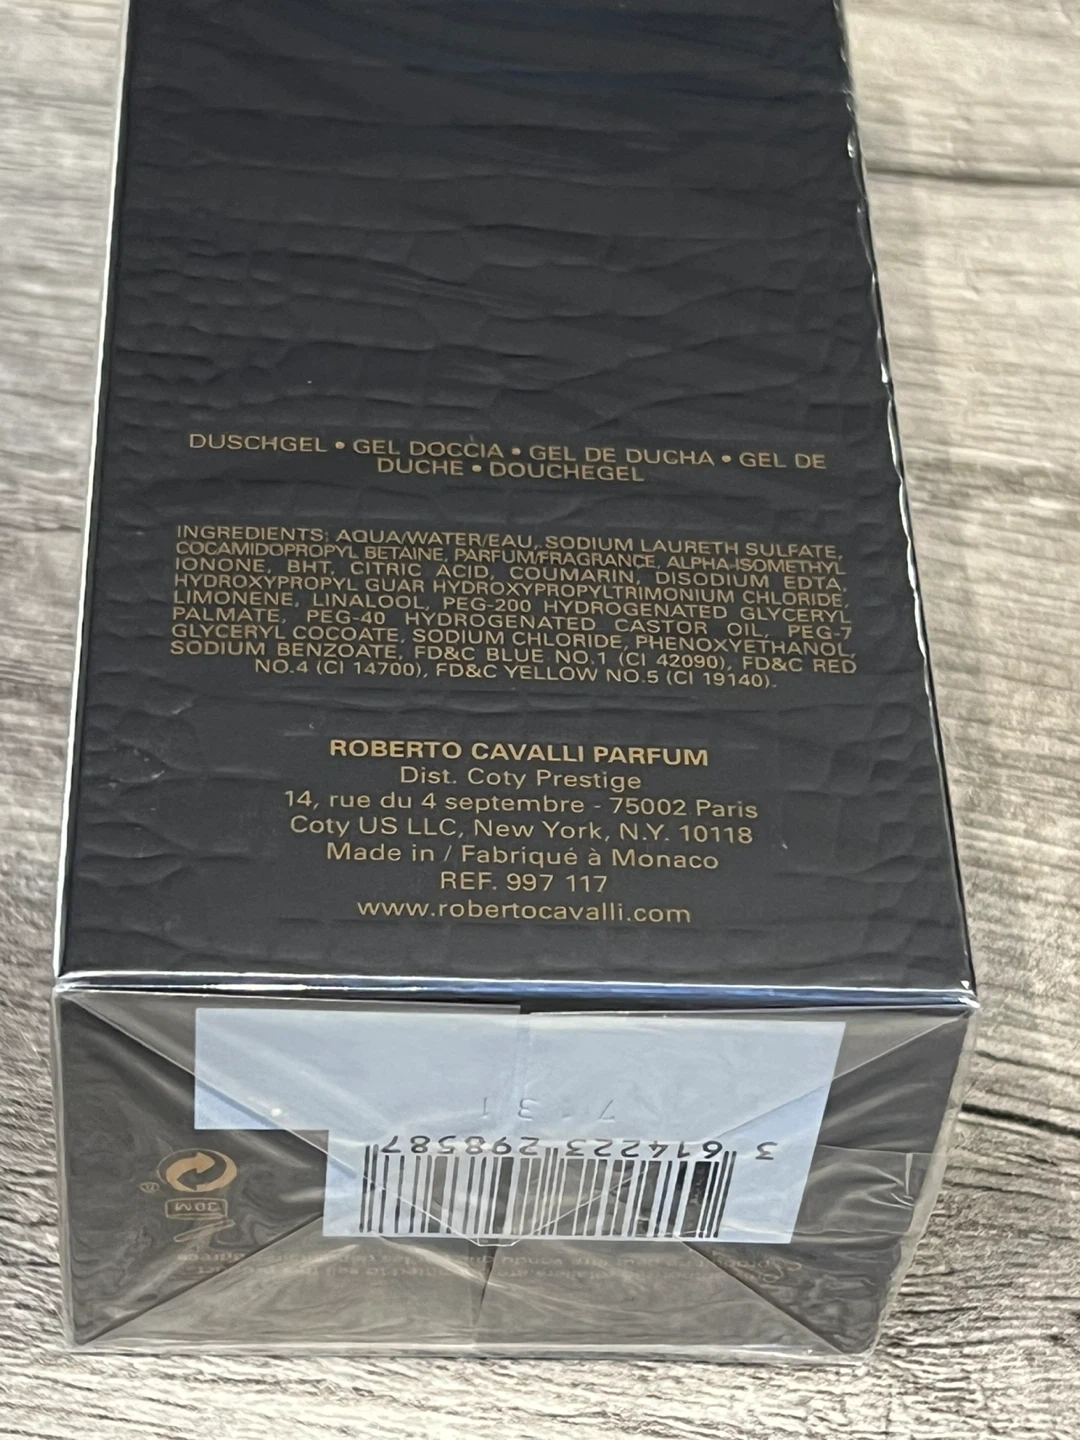 DUSCHGEL • GEL DOCCIA • GEL DE DUCHA • GEL DE
DUCHE • DOUCHEGEL
INGREDIENTS: AQUA/WATER/EAU, SODIUM LAURETH SULFATE,
COCAMIDOPROPYL BETAINE, PARFUM/FRAGRANCE, ALPHA-ISOMETHYL
IONONE, BHT, CITRIC ACID, COUMARIN, DISODIUM EDTA,
HYDROXYPROPYL GUAR HYDROXYPROPYLTRIMONIUM CHLORIDE,
LIMONENE, LINALOOL, PEG-200 HYDROGENATED GLYCERYL
PALMATE, PEG-40 HYDROGENATED CASTOR OIL, PEG-7
GLYCERYL COCOATE, SODIUM CHLORIDE, PHENOXYETHANOL,
SODIUM BENZOATE, FD&C BLUE NO.1 (CI 42090), FD&C RED
NO.4 (CI 14700), FD&C YELLOW NO.5 (CI 19140).
ROBERTO CAVALLI PARFUM
Dist. Coty Prestige
14, rue du 4 septembre - 75002 Paris
Coty US LLC, New York, N.Y. 10118
Made in / Fabriqué à Monaco
REF. 997 117
www.robertocavalli.com
3 614223 298587
30M